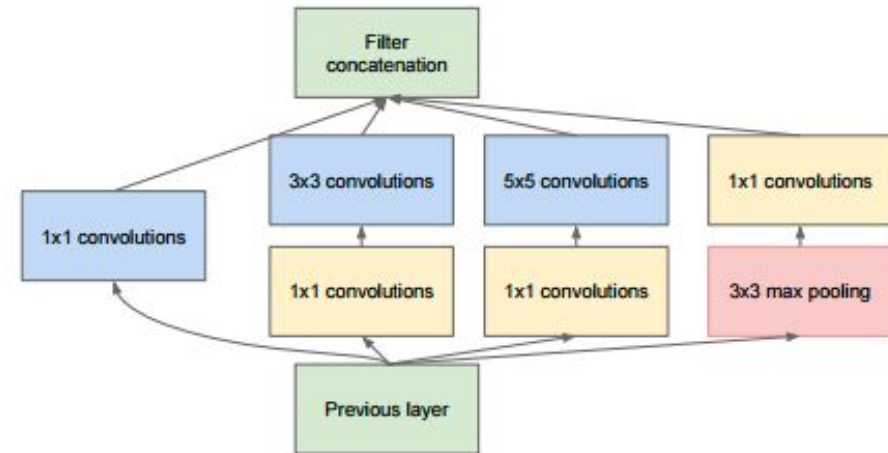 Filter
concatenation
3x3 convolutions
5x5 convolutions
1x1 convolutions
1x1 convolutions
1x1 convolutions
1x1 convolutions
3x3 max pooling
Previous layer